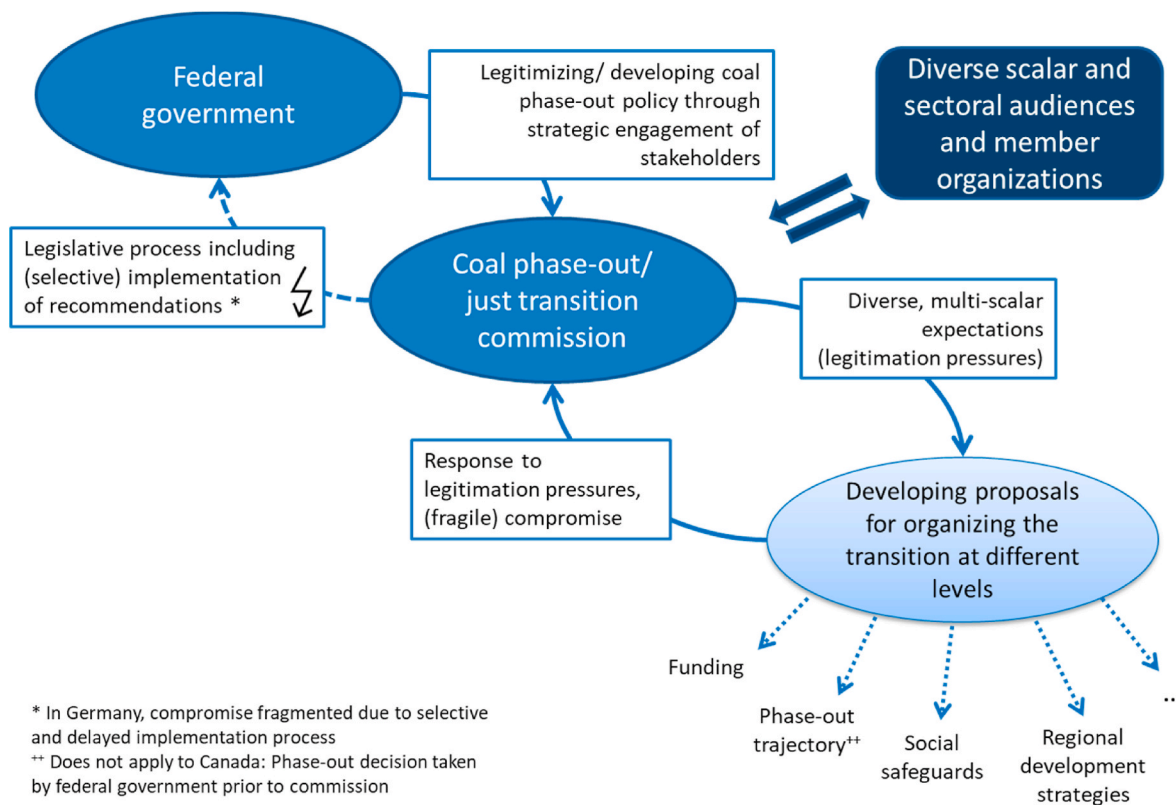 Federal
government
Legitimizing/ developing coal
phase-out policy through
strategic engagement of
stakeholders
Diverse scalar and
sectoral audiences
and member
organizations
Legislative process including
(selective) implementation
of recommendations *
Coal phase-out/
just transition
commission
Diverse, multi-scalar
expectations
(legitimation pressures)
Response to
legitimation pressures,
(fragile) compromise
Developing proposals
for organizing the
transition at different
levels
Funding
Phase-out
trajectory⁺⁺
Social
safeguards
Regional
development
strategies
...
* In Germany, compromise fragmented due to selective
and delayed implementation process
⁺⁺ Does not apply to Canada: Phase-out decision taken
by federal government prior to commission